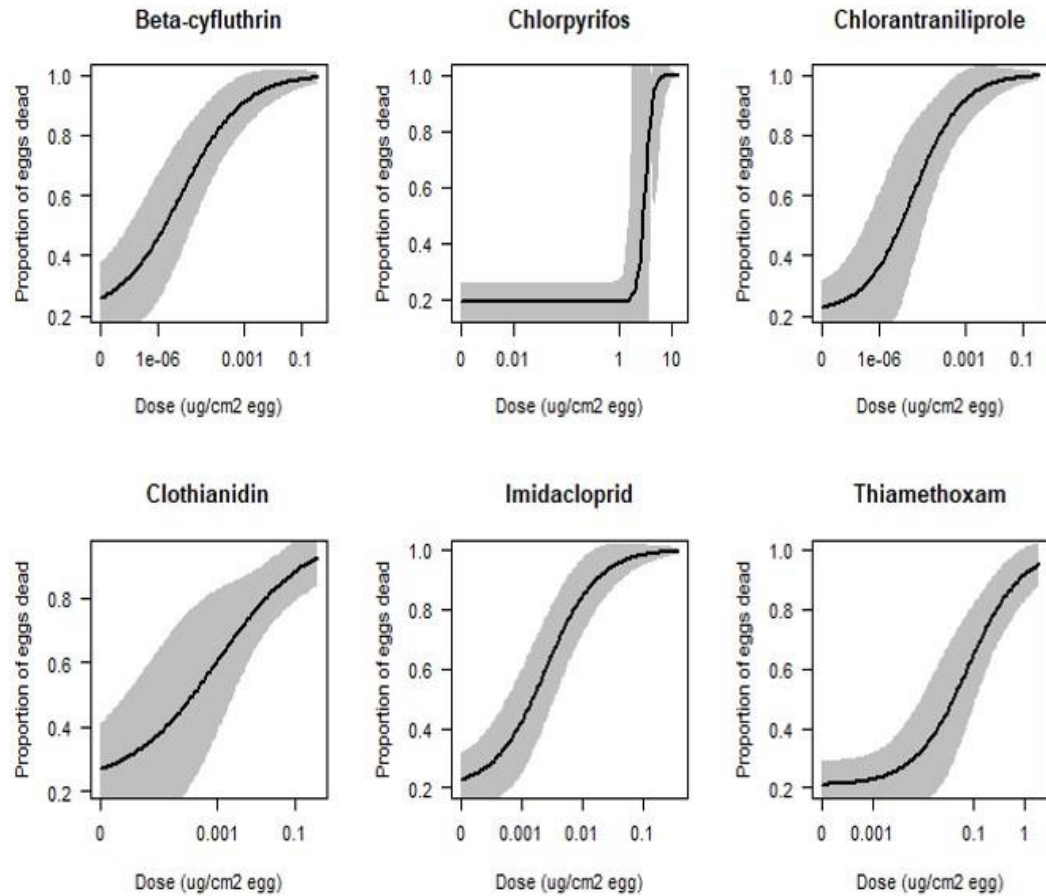 Beta-cyfluthrin
Proportion of eggs dead
1.0
0.8
0.6
0.4
0.2
0 1e-06 0.001 0.1
Dose (ug/cm2 egg)
Chlorpyrifos
Proportion of eggs dead
1.0
0.8
0.6
0.4
0.2
0 0.01 1 10
Dose (ug/cm2 egg)
Chlorantraniliprole
Proportion of eggs dead
1.0
0.8
0.6
0.4
0.2
0 1e-06 0.001 0.1
Dose (ug/cm2 egg)
Clothianidin
Proportion of eggs dead
0.8
0.6
0.4
0.2
0 0.001 0.1
Dose (ug/cm2 egg)
Imidacloprid
Proportion of eggs dead
1.0
0.8
0.6
0.4
0.2
0 0.001 0.01 0.1
Dose (ug/cm2 egg)
Thiamethoxam
Proportion of eggs dead
1.0
0.8
0.6
0.4
0.2
0 0.001 0.1 1
Dose (ug/cm2 egg)